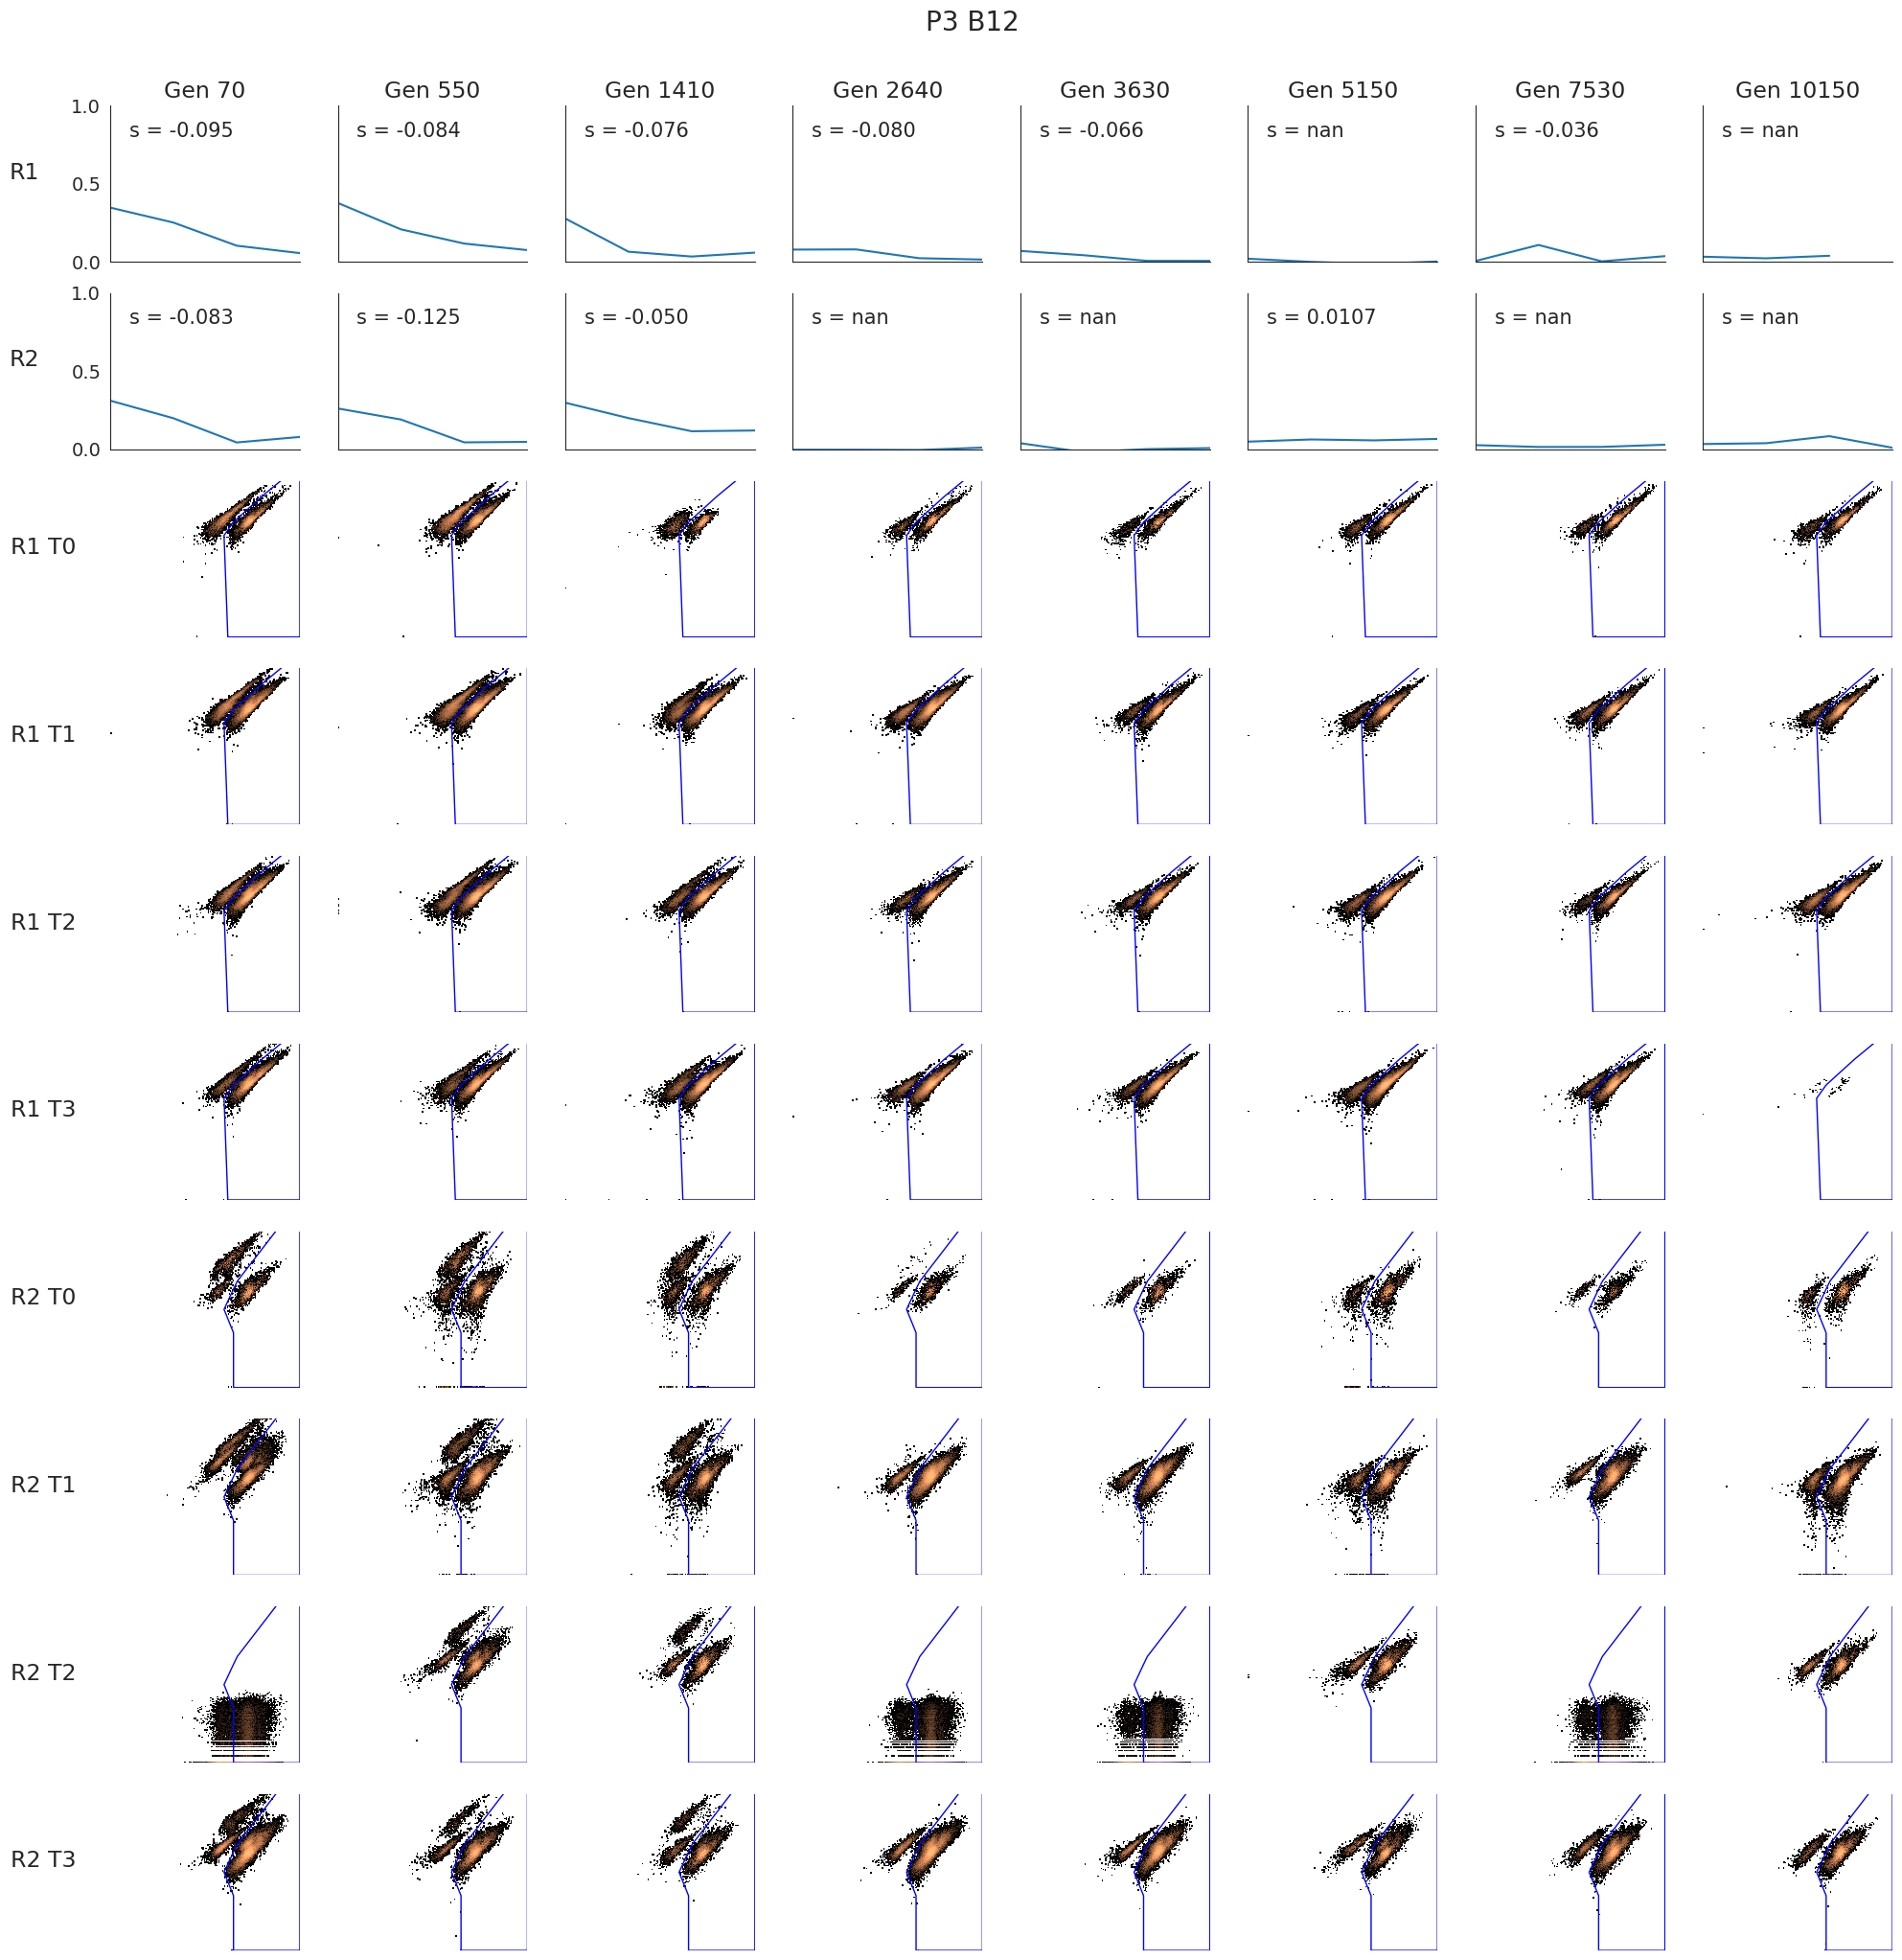 P3 B12
Gen 70 Gen 550 Gen 1410 Gen 2640 Gen 3630 Gen 5150 Gen 7530 Gen 10150
1.0
s = -0.095 s = -0.084 s = -0.076 s = -0.080 s = -0.066 s = nan s = -0.036 s = nan
R1
0.5
0.0
1.0
s = -0.083 s = -0.125 s = -0.050 s = nan s = nan s = 0.0107 s = nan s = nan
R2
0.5
0.0
R1 T0
R1 T1
R1 T2
R1 T3
R2 T0
R2 T1
R2 T2
R2 T3